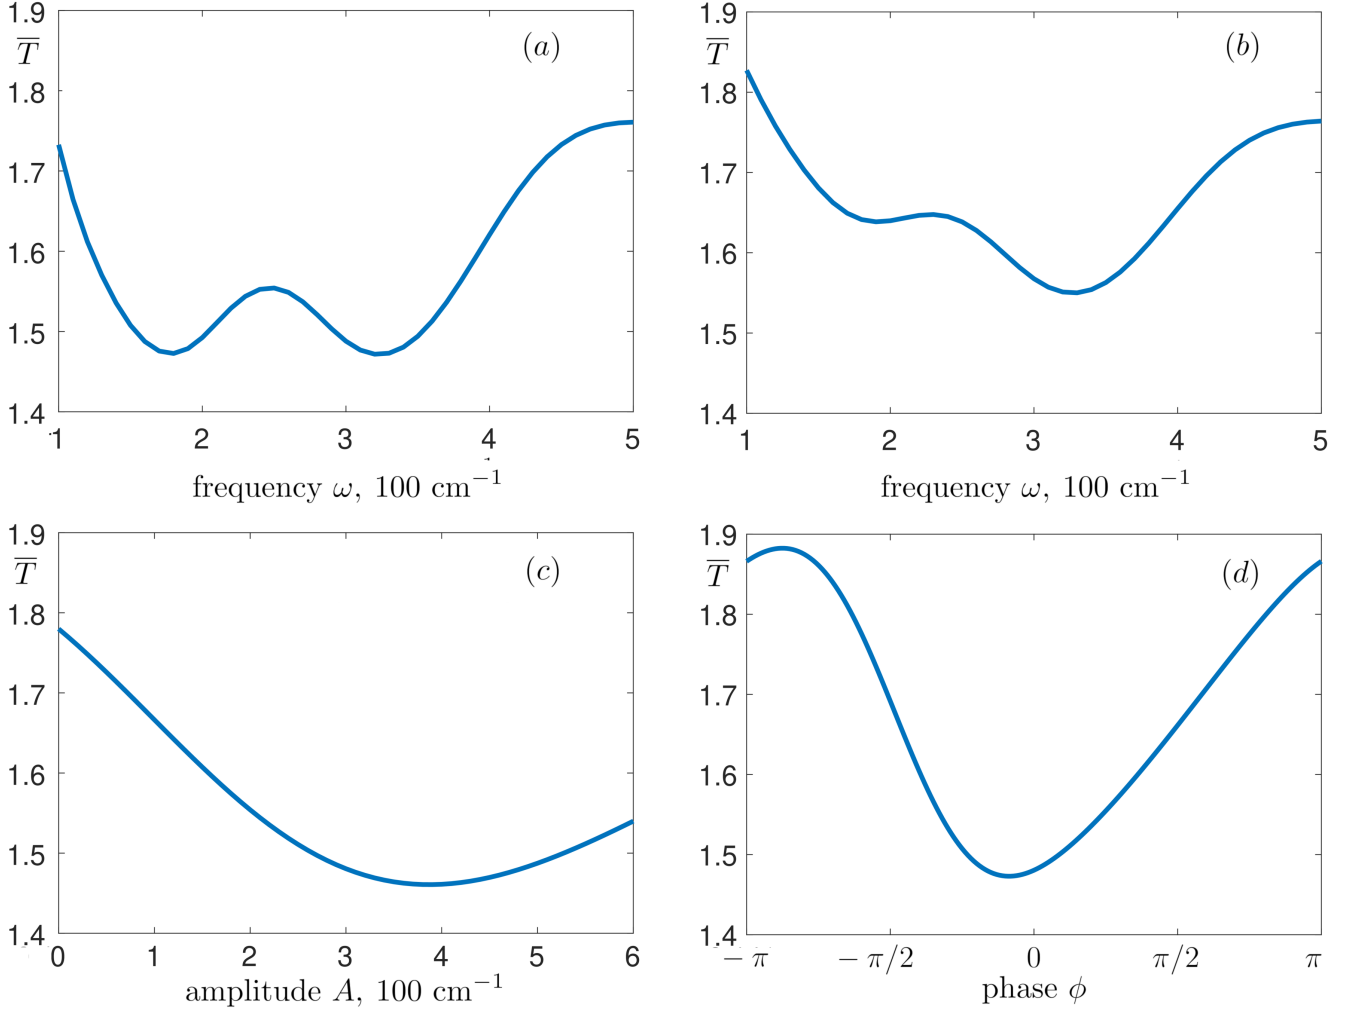 1.9
T̅
(a)
1.8
1.7
1.6
1.5
1.4
1 2 3 4 5
frequency ω, 100 cm⁻¹
1.9
T̅
(b)
1.8
1.7
1.6
1.5
1.4
1 2 3 4 5
frequency ω, 100 cm⁻¹
1.9
T̅
(c)
1.8
1.7
1.6
1.5
1.4
0 1 2 3 4 5 6
amplitude A, 100 cm⁻¹
1.9
T̅
(d)
1.8
1.7
1.6
1.5
1.4
−π −π/2 0 π/2 π
phase ϕ